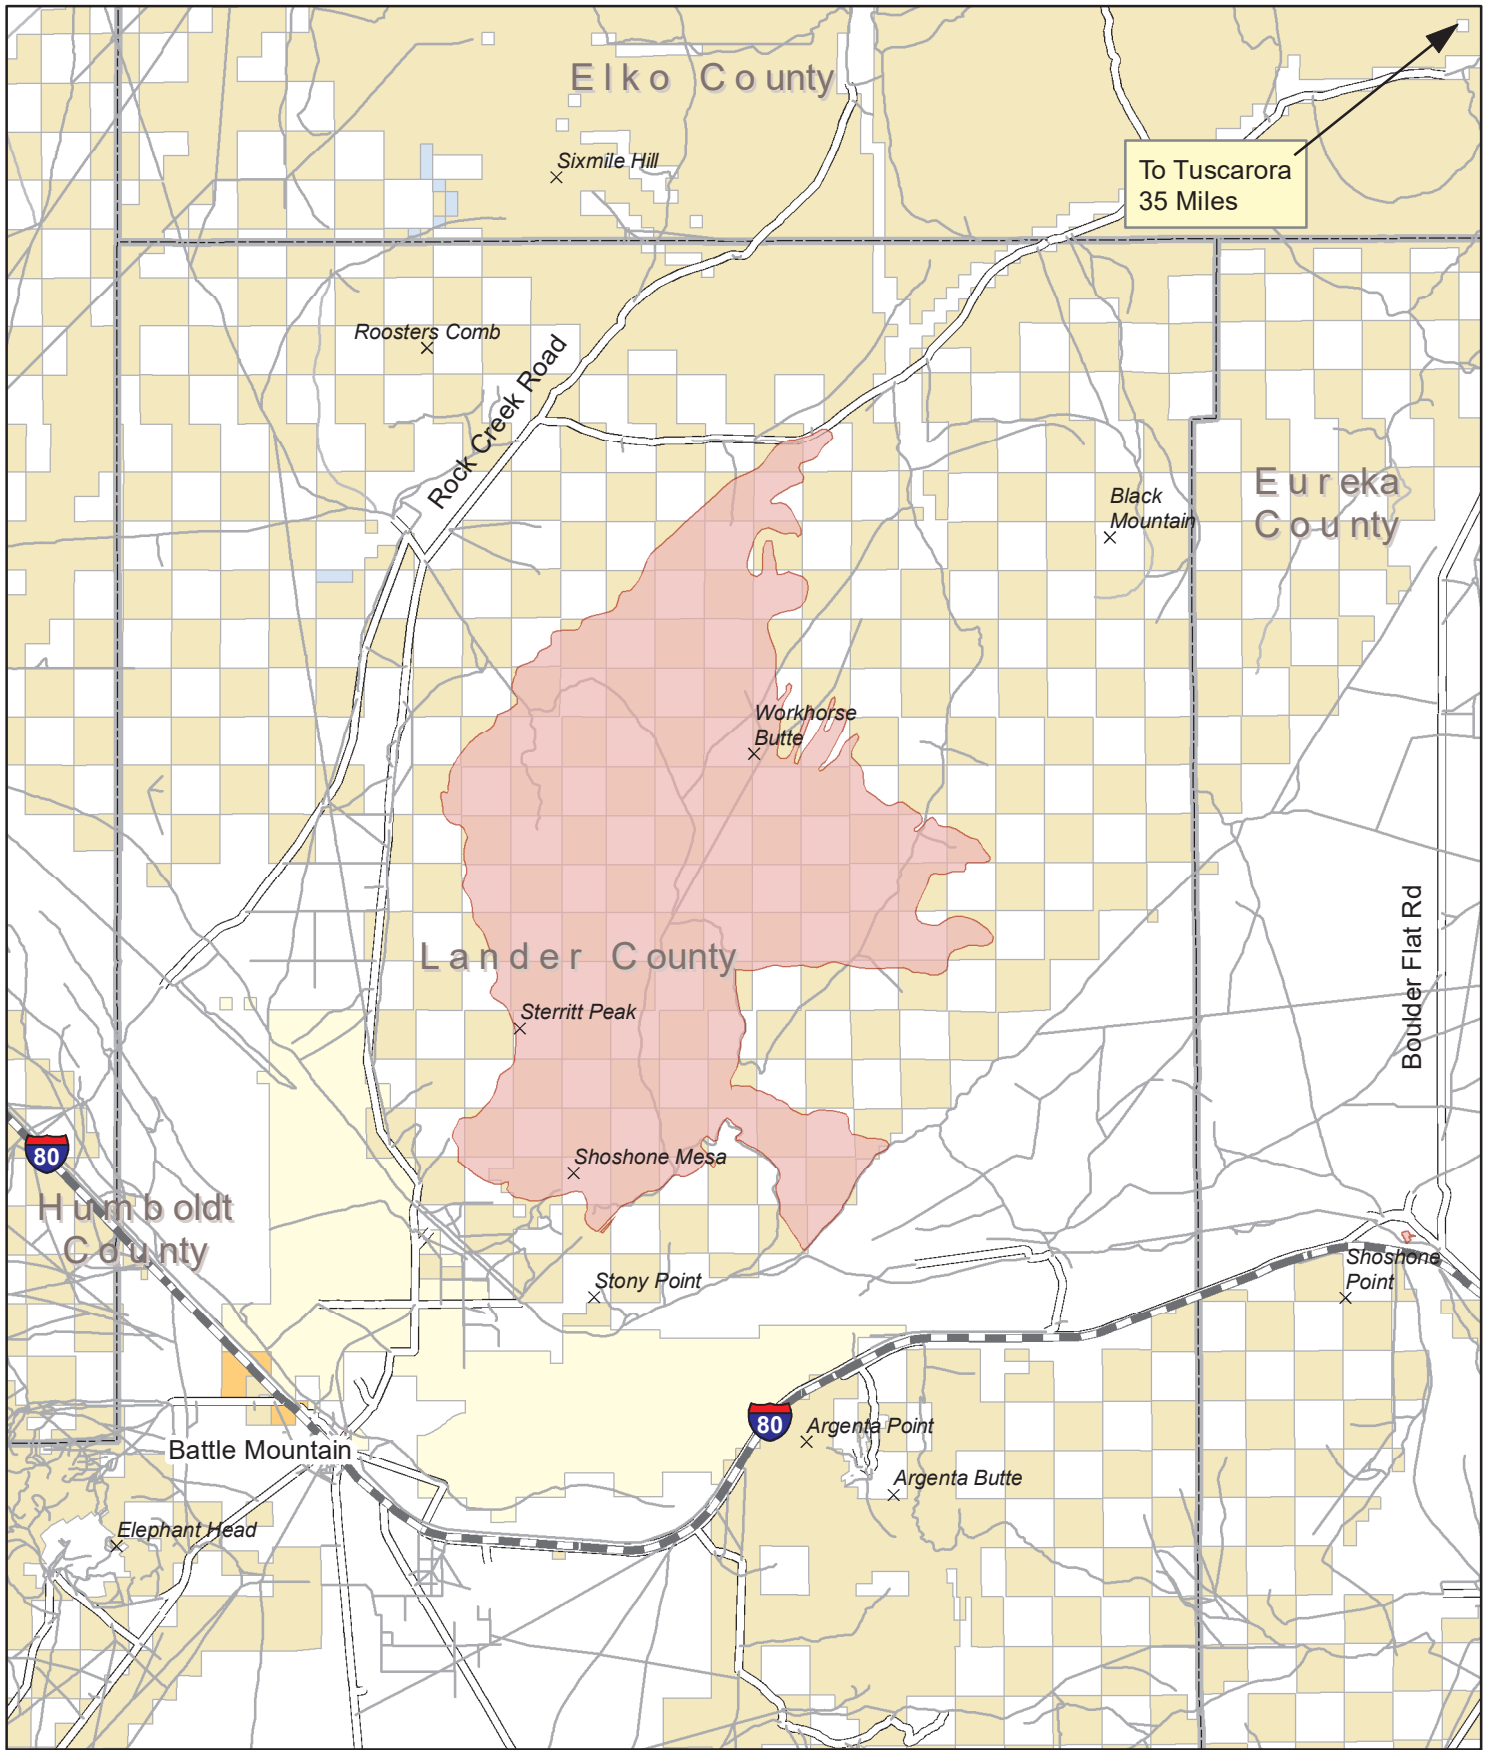 Elko County
Sixmile Hill
To Tuscarora
35 Miles
Roosters Comb
Rock Creek Road
Black
Mountain
Eureka
County
Workhorse
Butte
Boulder Flat Rd
Lander County
Sterritt Peak
80
Shoshone Mesa
Humboldt
County
Shoshone
Point
Stony Point
80
Argenta Point
Battle Mountain
Argenta Butte
Elephant Head